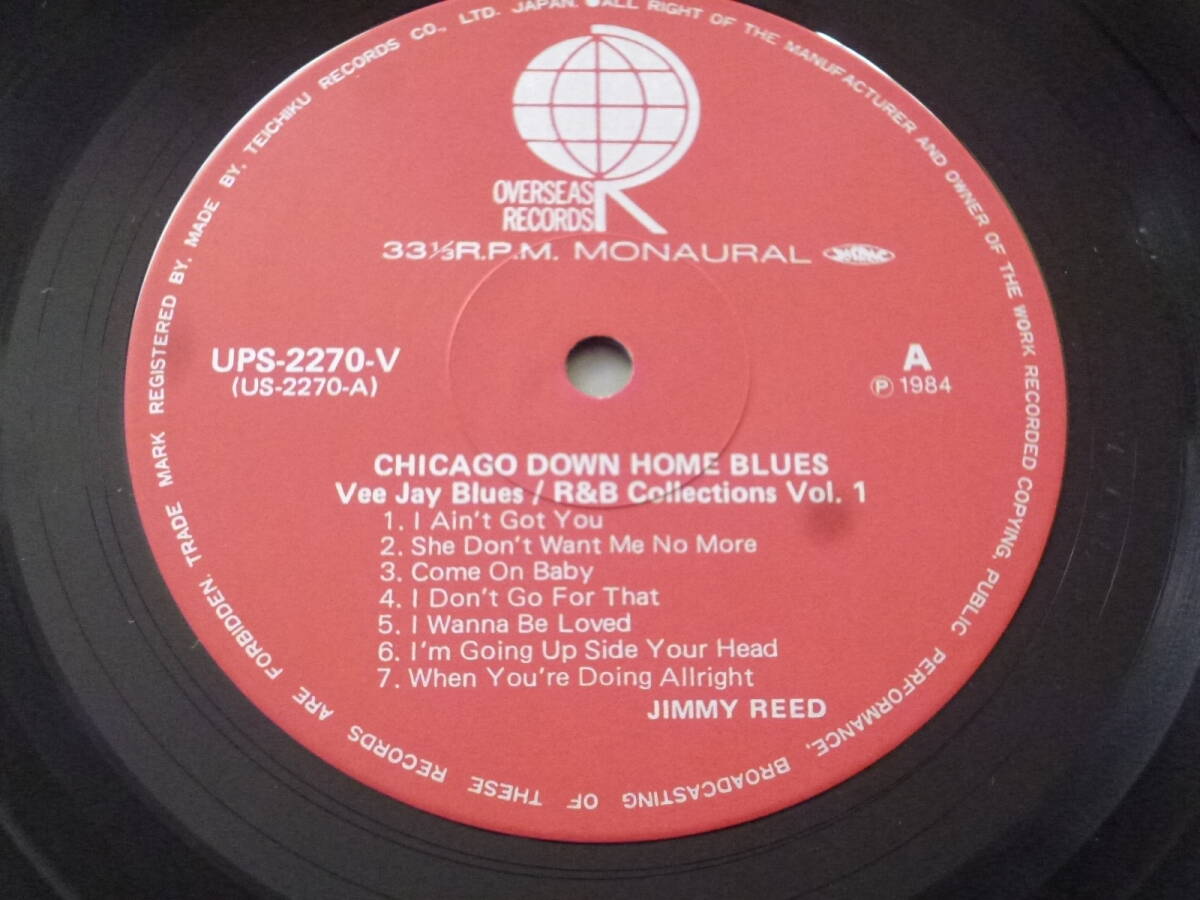 TRADE MARK REGISTERED BY. MADE BY. TEICHIKU RECORDS CO., LTD. JAPAN. ●ALL RIGHT OF THE MANUFACTURER AND OWNER OF THE WORK RECORDED COPYING, PUBLIC PERFORMANCE, BROADCASTING OF THESE RECORDS ARE FORBIDDEN.
OVERSEAS
RECORDS
33⅓R.P.M. MONAURAL
UPS-2270-V
(US-2270-A)
A
Ⓟ 1984
CHICAGO DOWN HOME BLUES
Vee Jay Blues / R&B Collections Vol. 1
1. I Ain't Got You
2. She Don't Want Me No More
3. Come On Baby
4. I Don't Go For That
5. I Wanna Be Loved
6. I'm Going Up Side Your Head
7. When You're Doing Allright
JIMMY REED